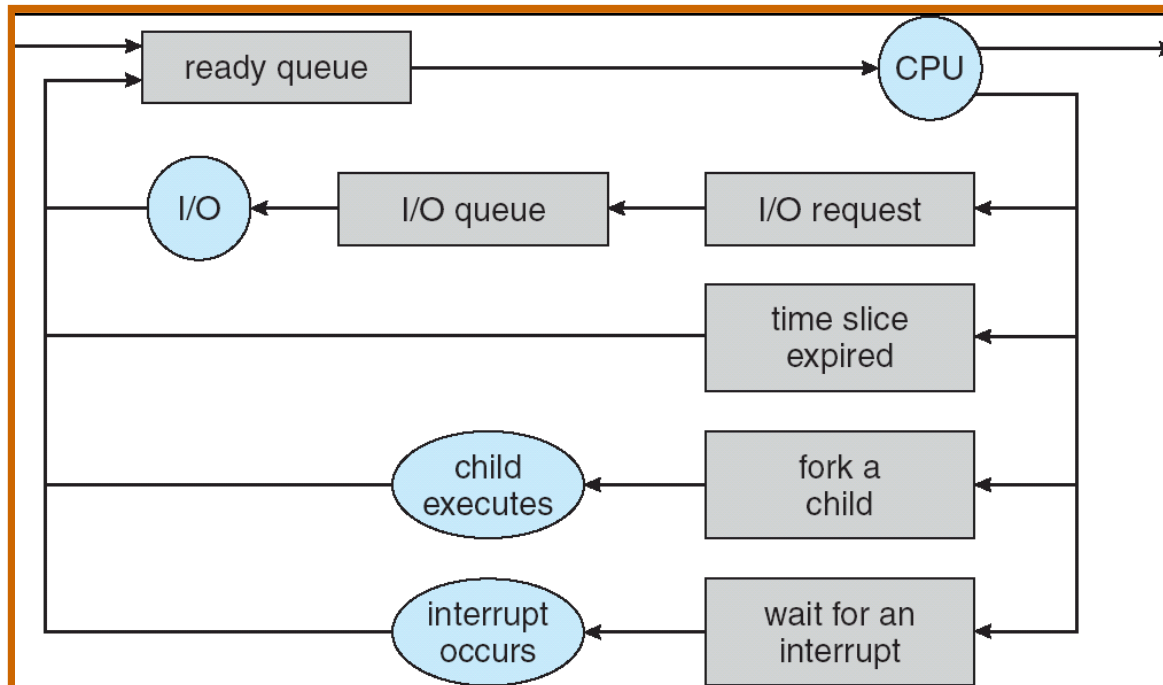 ready queue
CPU
I/O
I/O queue
I/O request
time slice
expired
child
executes
fork a
child
interrupt
occurs
wait for an
interrupt